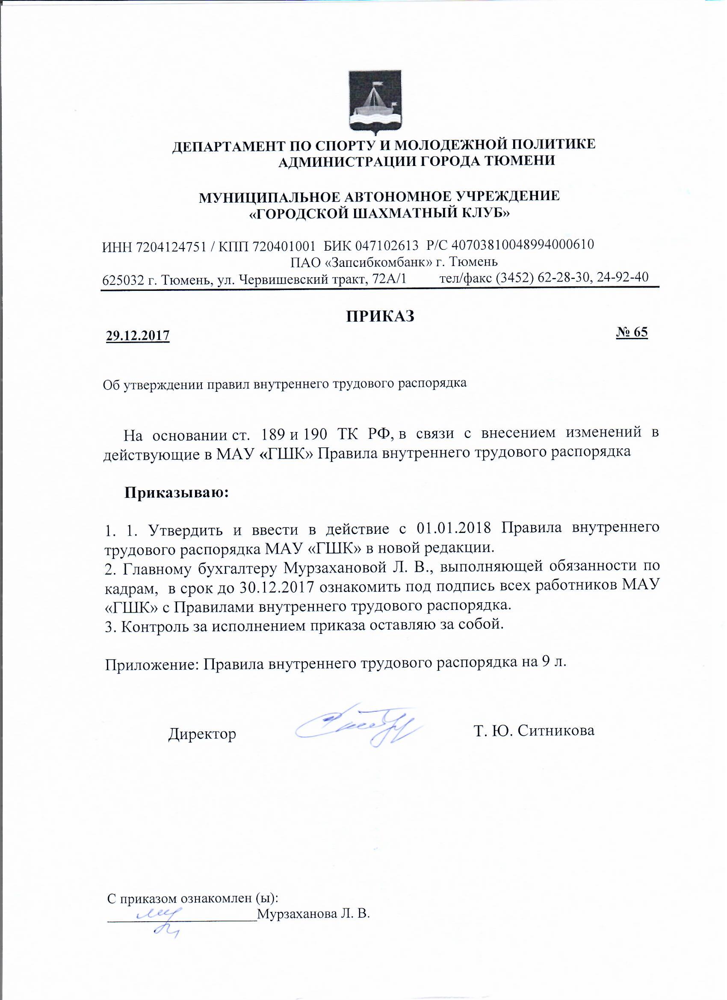 ДЕПАРТАМЕНТ ПО СПОРТУ И МОЛОДЕЖНОЙ ПОЛИТИКЕ
АДМИНИСТРАЦИИ ГОРОДА ТЮМЕНИ
МУНИЦИПАЛЬНОЕ АВТОНОМНОЕ УЧРЕЖДЕНИЕ
«ГОРОДСКОЙ ШАХМАТНЫЙ КЛУБ»
ИНН 7204124751 / КПП 720401001 БИК 047102613 Р/С 40703810048994000610
ПАО «Запсибкомбанк» г. Тюмень
625032 г. Тюмень, ул. Червишевский тракт, 72А/1 тел/факс (3452) 62-28-30, 24-92-40
ПРИКАЗ
29.12.2017 № 65
Об утверждении правил внутреннего трудового распорядка
На основании ст. 189 и 190 ТК РФ, в связи с внесением изменений в
действующие в МАУ «ГШК» Правила внутреннего трудового распорядка
Приказываю:
1. 1. Утвердить и ввести в действие с 01.01.2018 Правила внутреннего
трудового распорядка МАУ «ГШК» в новой редакции.
2. Главному бухгалтеру Мурзахановой Л. В., выполняющей обязанности по
кадрам, в срок до 30.12.2017 ознакомить под подпись всех работников МАУ
«ГШК» с Правилами внутреннего трудового распорядка.
3. Контроль за исполнением приказа оставляю за собой.
Приложение: Правила внутреннего трудового распорядка на 9 л.
Директор Т. Ю. Ситникова
С приказом ознакомлен (ы):
Мурзаханова Л. В.